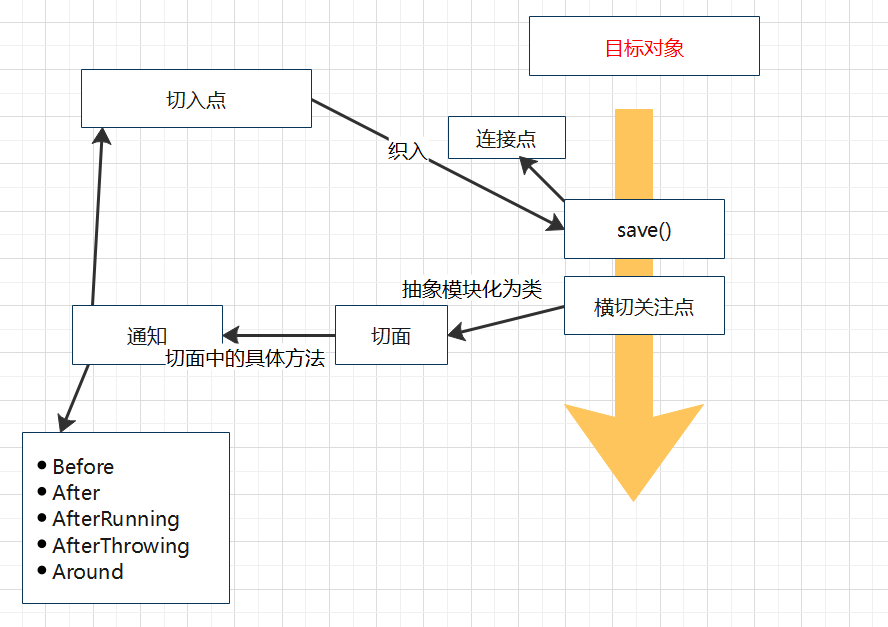 目标对象
切入点
连接点
织入
save()
抽象模块化为类
横切关注点
通知
切面
切面中的具体方法
• Before
• After
• AfterRunning
• AfterThrowing
• Around